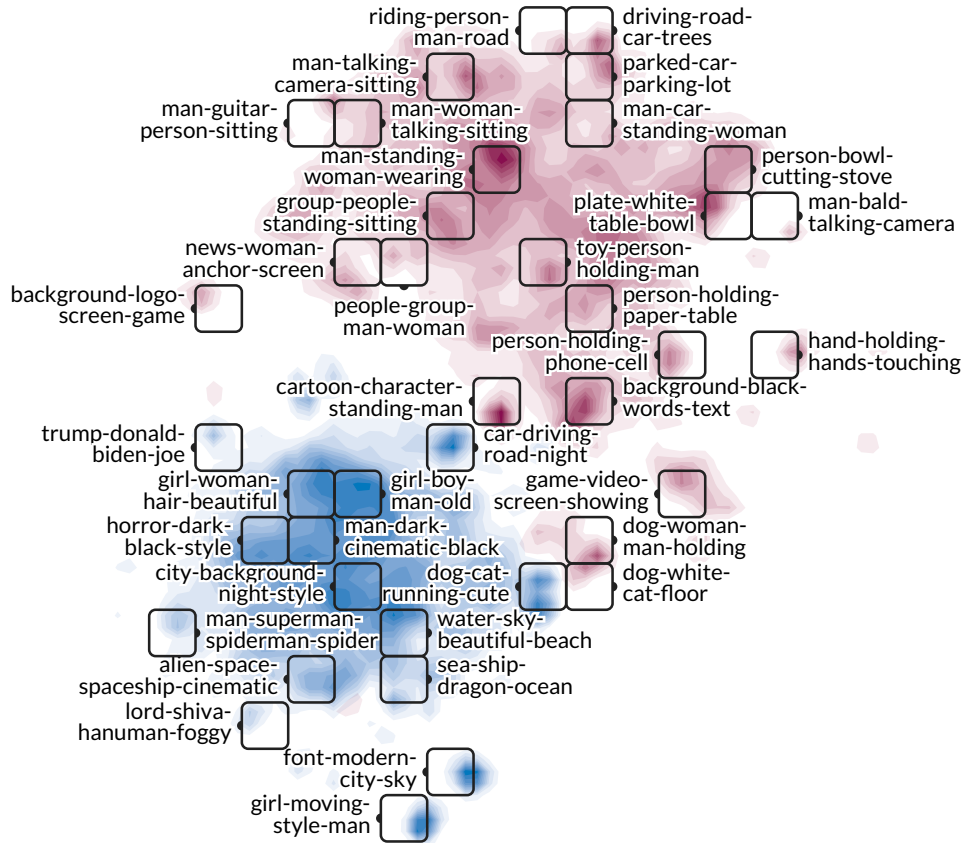 riding-person-
man-road
driving-road-
car-trees
man-talking-
camera-sitting
parked-car-
parking-lot
man-guitar-
person-sitting
man-woman-
talking-sitting
man-car-
standing-woman
man-standing-
woman-wearing
person-bowl-
cutting-stove
group-people-
standing-sitting
plate-white-
table-bowl
man-bald-
talking-camera
news-woman-
anchor-screen
toy-person-
holding-man
background-logo-
screen-game
people-group-
man-woman
person-holding-
paper-table
person-holding-
phone-cell
hand-holding-
hands-touching
cartoon-character-
standing-man
background-black-
words-text
trump-donald-
biden-joe
car-driving-
road-night
girl-woman-
hair-beautiful
girl-boy-
man-old
game-video-
screen-showing
horror-dark-
black-style
man-dark-
cinematic-black
dog-woman-
man-holding
city-background-
night-style
dog-cat-
running-cute
dog-white-
cat-floor
man-superman-
spiderman-spider
water-sky-
beautiful-beach
alien-space-
spaceship-cinematic
sea-ship-
dragon-ocean
lord-shiva-
hanuman-foggy
font-modern-
city-sky
girl-moving-
style-man